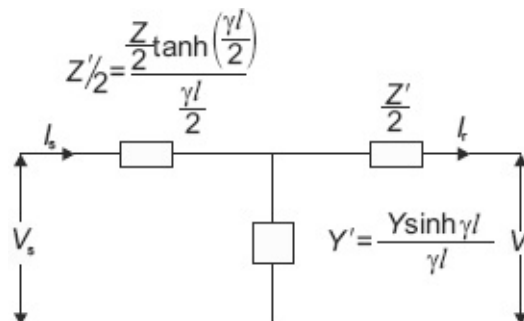 Z'/2 = Z/2 tanh (γl/2) / γl/2
Z'/2
I_s
I_r
V_s
Y' = Y sinh γl / γl
V